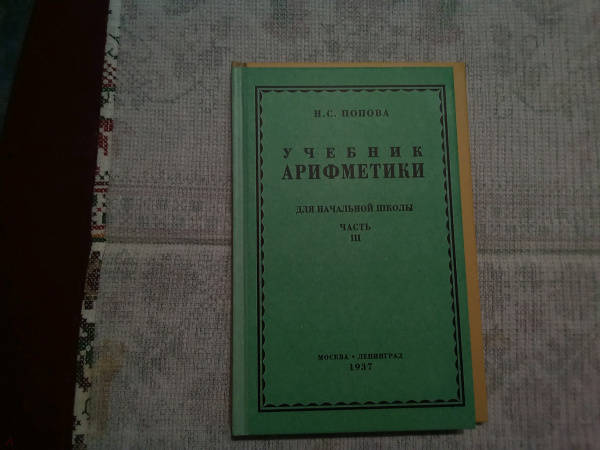 Н.С. ПОПОВА
УЧЕБНИК
АРИФМЕТИКИ
ДЛЯ НАЧАЛЬНОЙ ШКОЛЫ
ЧАСТЬ
III
МОСКВА • ЛЕНИНГРАД
1937